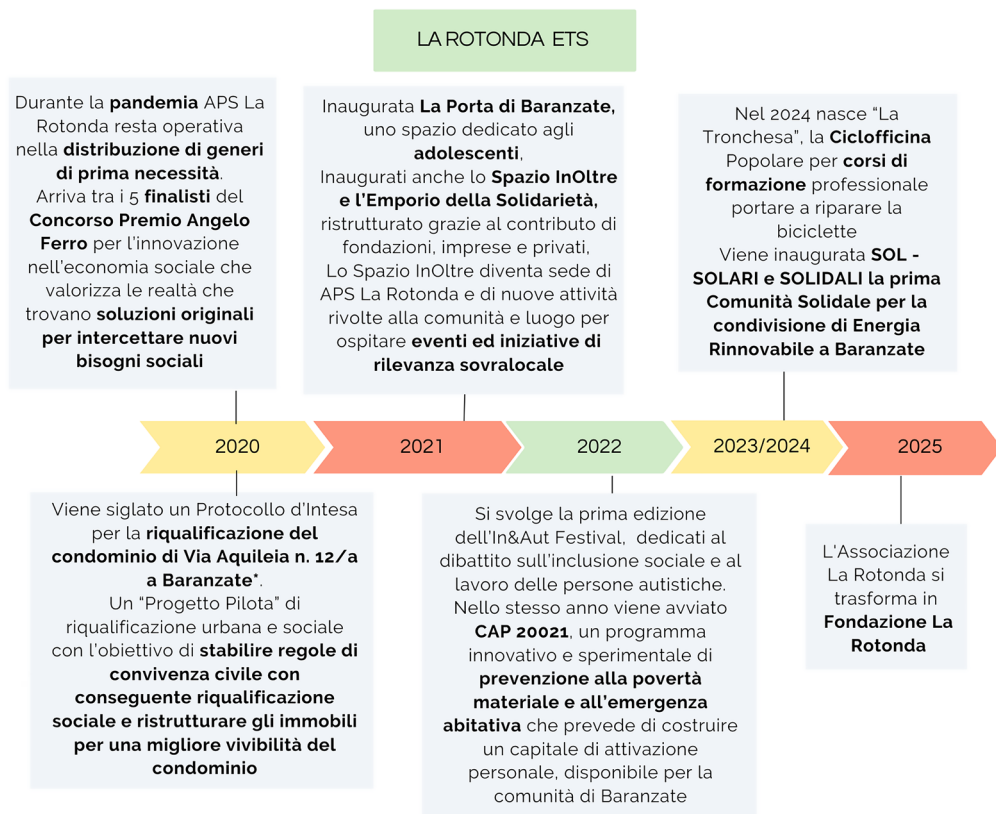 LA ROTONDA ETS
Durante la pandemia APS La
Rotonda resta operativa
nella distribuzione di generi
di prima necessità.
Arriva tra i 5 finalisti del
Concorso Premio Angelo
Ferro per l'innovazione
nell'economia sociale che
valorizza le realtà che
trovano soluzioni originali
per intercettare nuovi
bisogni sociali
Inaugurata La Porta di Baranzate,
uno spazio dedicato agli
adolescenti,
Inaugurati anche lo Spazio InOltre
e l'Emporio della Solidarietà,
ristrutturato grazie al contributo di
fondazioni, imprese e privati,
Lo Spazio InOltre diventa sede di
APS La Rotonda e di nuove attività
rivolte alla comunità e luogo per
ospitare eventi ed iniziative di
rilevanza sovralocale
Nel 2024 nasce “La
Tronchesa”, la Ciclofficina
Popolare per corsi di
formazione professionale
portare a riparare la
biciclette
Viene inaugurata SOL -
SOLARI e SOLIDALI la prima
Comunità Solidale per la
condivisione di Energia
Rinnovabile a Baranzate
2020
2021
2022
2023/2024
2025
Viene siglato un Protocollo d'Intesa
per la riqualificazione del
condominio di Via Aquileia n. 12/a
a Baranzate*.
Un “Progetto Pilota” di
riqualificazione urbana e sociale
con l'obiettivo di stabilire regole di
convivenza civile con
conseguente riqualificazione
sociale e ristrutturare gli immobili
per una migliore vivibilità del
condominio
Si svolge la prima edizione
dell'In&Aut Festival, dedicati al
dibattito sull'inclusione sociale e al
lavoro delle persone autistiche.
Nello stesso anno viene avviato
CAP 20021, un programma
innovativo e sperimentale di
prevenzione alla povertà
materiale e all'emergenza
abitativa che prevede di costruire
un capitale di attivazione
personale, disponibile per la
comunità di Baranzate
L'Associazione
La Rotonda si
trasforma in
Fondazione La
Rotonda